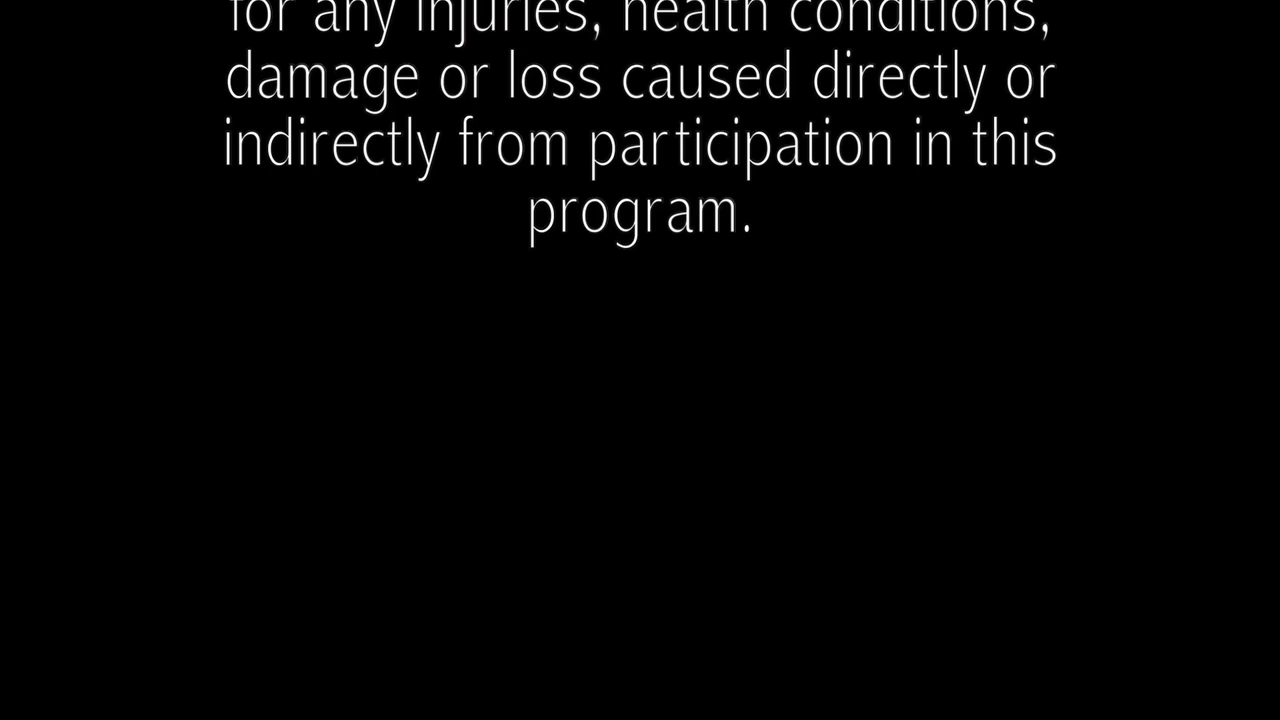 for any injuries, health conditions,
damage or loss caused directly or
indirectly from participation in this
program.